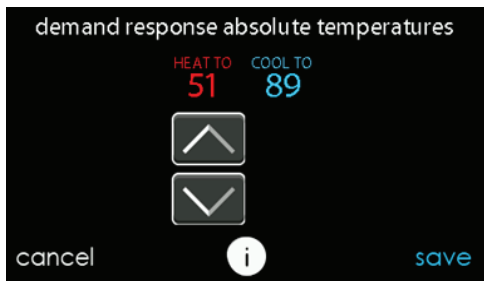 demand response absolute temperatures
HEAT TO COOL TO
51 89
cancel i save